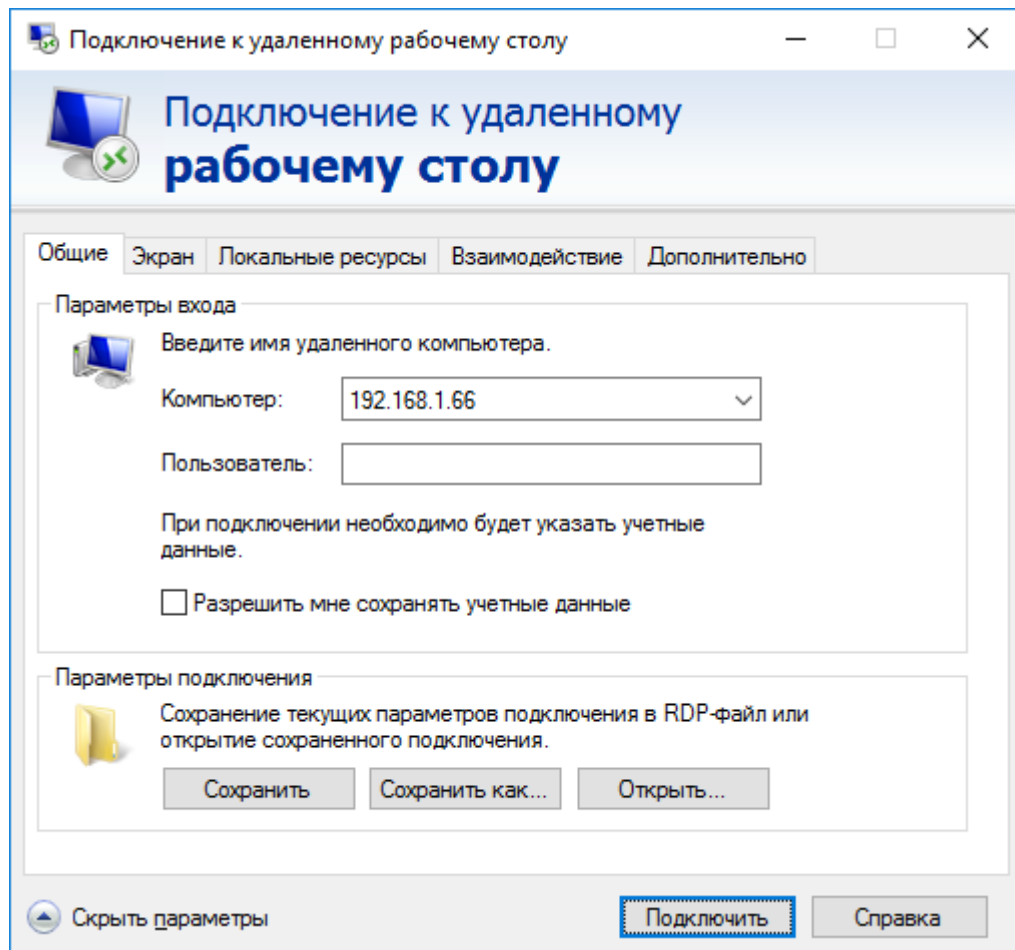 Подключение к удаленному рабочему столу
Подключение к удаленному
рабочему столу
Общие Экран Локальные ресурсы Взаимодействие Дополнительно
Параметры входа
Введите имя удаленного компьютера.
Компьютер: 192.168.1.66
Пользователь:
При подключении необходимо будет указать учетные
данные.
Разрешить мне сохранять учетные данные
Параметры подключения
Сохранение текущих параметров подключения в RDP-файл или
открытие сохраненного подключения.
Сохранить Сохранить как... Открыть...
Скрыть параметры Подключить Справка